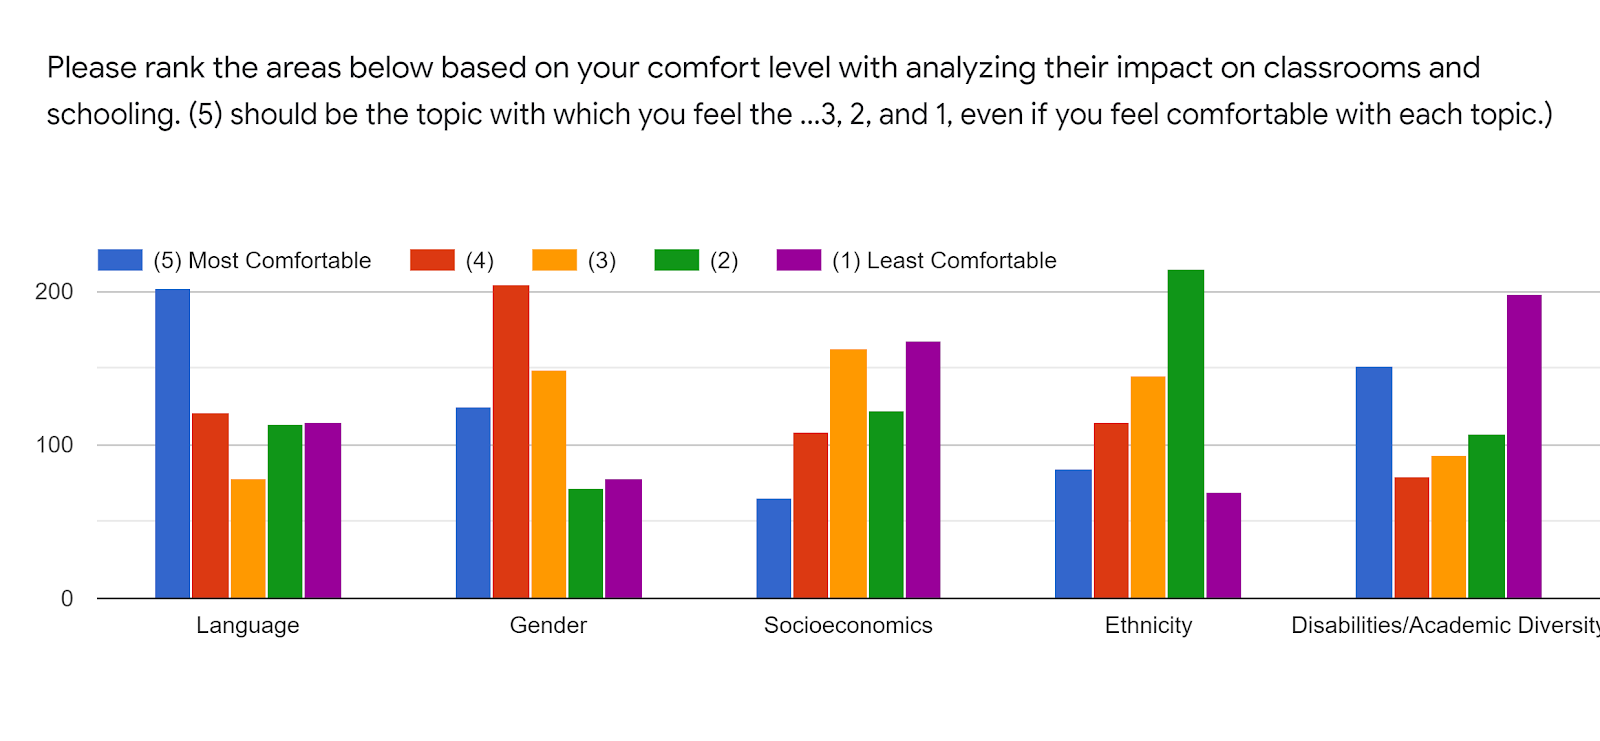 Please rank the areas below based on your comfort level with analyzing their impact on classrooms and
schooling. (5) should be the topic with which you feel the ...3, 2, and 1, even if you feel comfortable with each topic.)
(5) Most Comfortable (4) (3) (2) (1) Least Comfortable
200
100
0
Language Gender Socioeconomics Ethnicity Disabilities/Academic Diversity